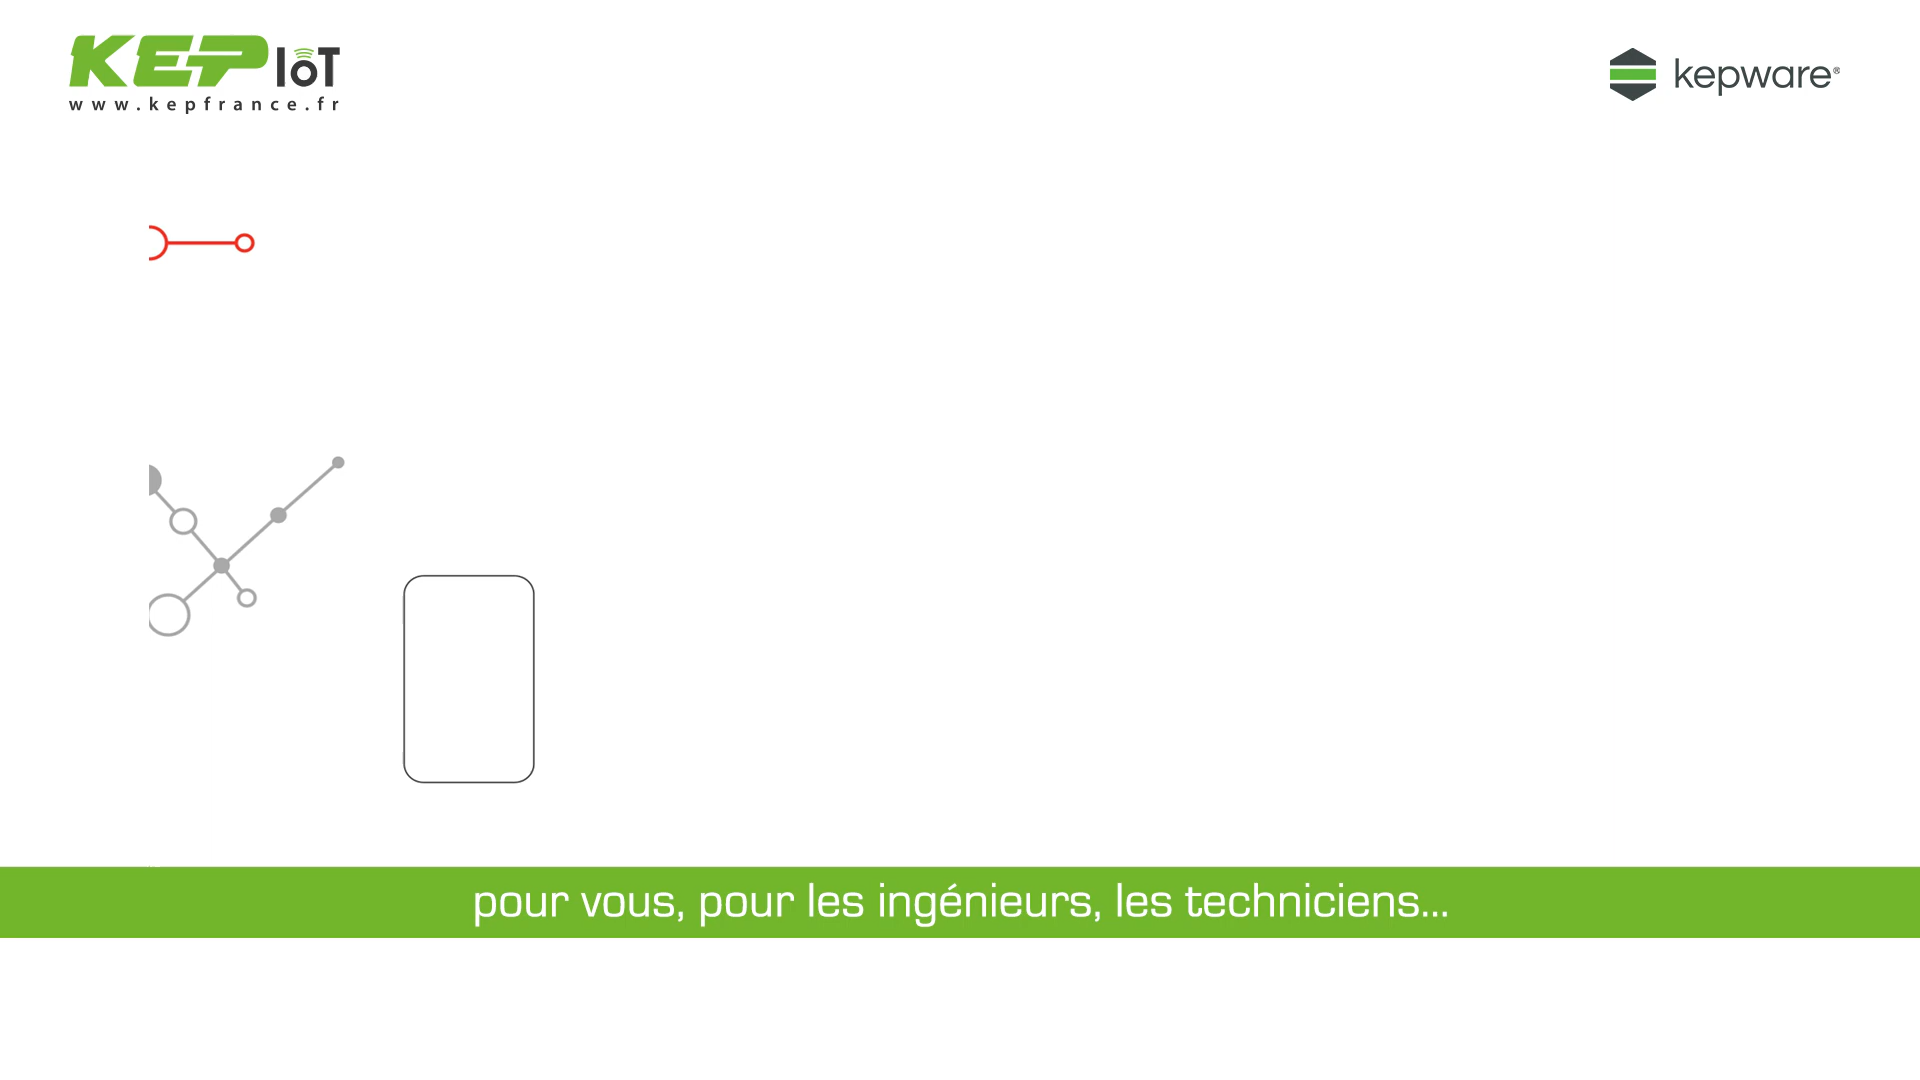 KEP IoT
www.kepfrance.fr
kepware®
pour vous, pour les ingénieurs, les techniciens...